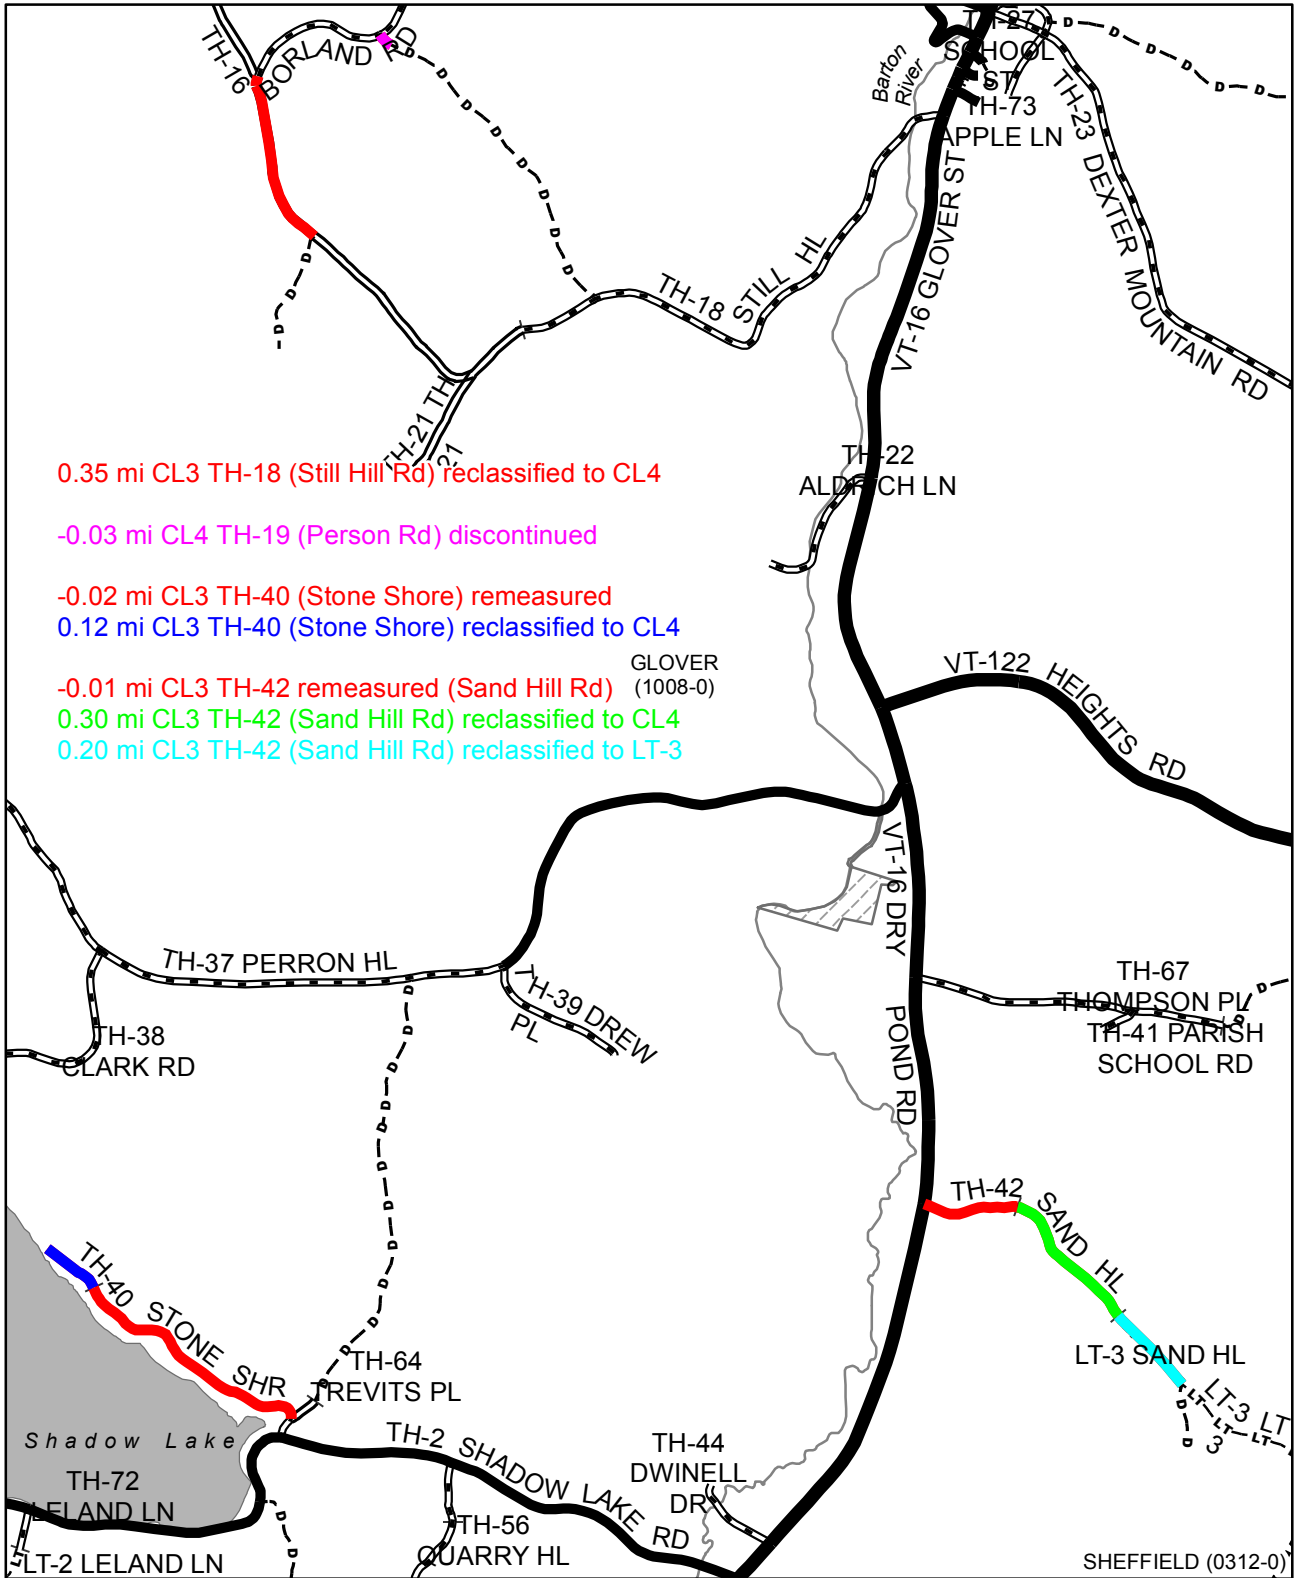 TH-16
BORLAND RD
D D D D D D
Barton
River
TH-27
SCHOOL
ST
TH-73
APPLE LN
D D D D D
TH-23 DEXTER MOUNTAIN RD
VT-16 GLOVER ST
TH-18 STILL HL
D D D
TH-21 TH
21
0.35 mi CL3 TH-18 (Still Hill Rd) reclassified to CL4
-0.03 mi CL4 TH-19 (Person Rd) discontinued
-0.02 mi CL3 TH-40 (Stone Shore) remeasured
0.12 mi CL3 TH-40 (Stone Shore) reclassified to CL4
-0.01 mi CL3 TH-42 remeasured (Sand Hill Rd)
0.30 mi CL3 TH-42 (Sand Hill Rd) reclassified to CL4
0.20 mi CL3 TH-42 (Sand Hill Rd) reclassified to LT-3
GLOVER
(1008-0)
TH-22
ALDRICH LN
VT-122 HEIGHTS RD
VT-16 DRY POND RD
TH-37 PERRON HL
TH-38
CLARK RD
TH-39 DREW
PL
TH-67
THOMPSON PL
TH-41 PARISH
SCHOOL RD
D D
TH-42 SAND HL
LT-3 SAND HL
LT-3 LT
3
LT LT LT
D D
TH-40 STONE SHR
D D D D D D D
TH-64
TREVITS PL
Shadow Lake
TH-72
LELAND LN
LT-2 LELAND LN
LT
TH-2 SHADOW LAKE RD
TH-56
QUARRY HL
TH-44
DWINELL
DR
D D
D
SHEFFIELD (0312-0)